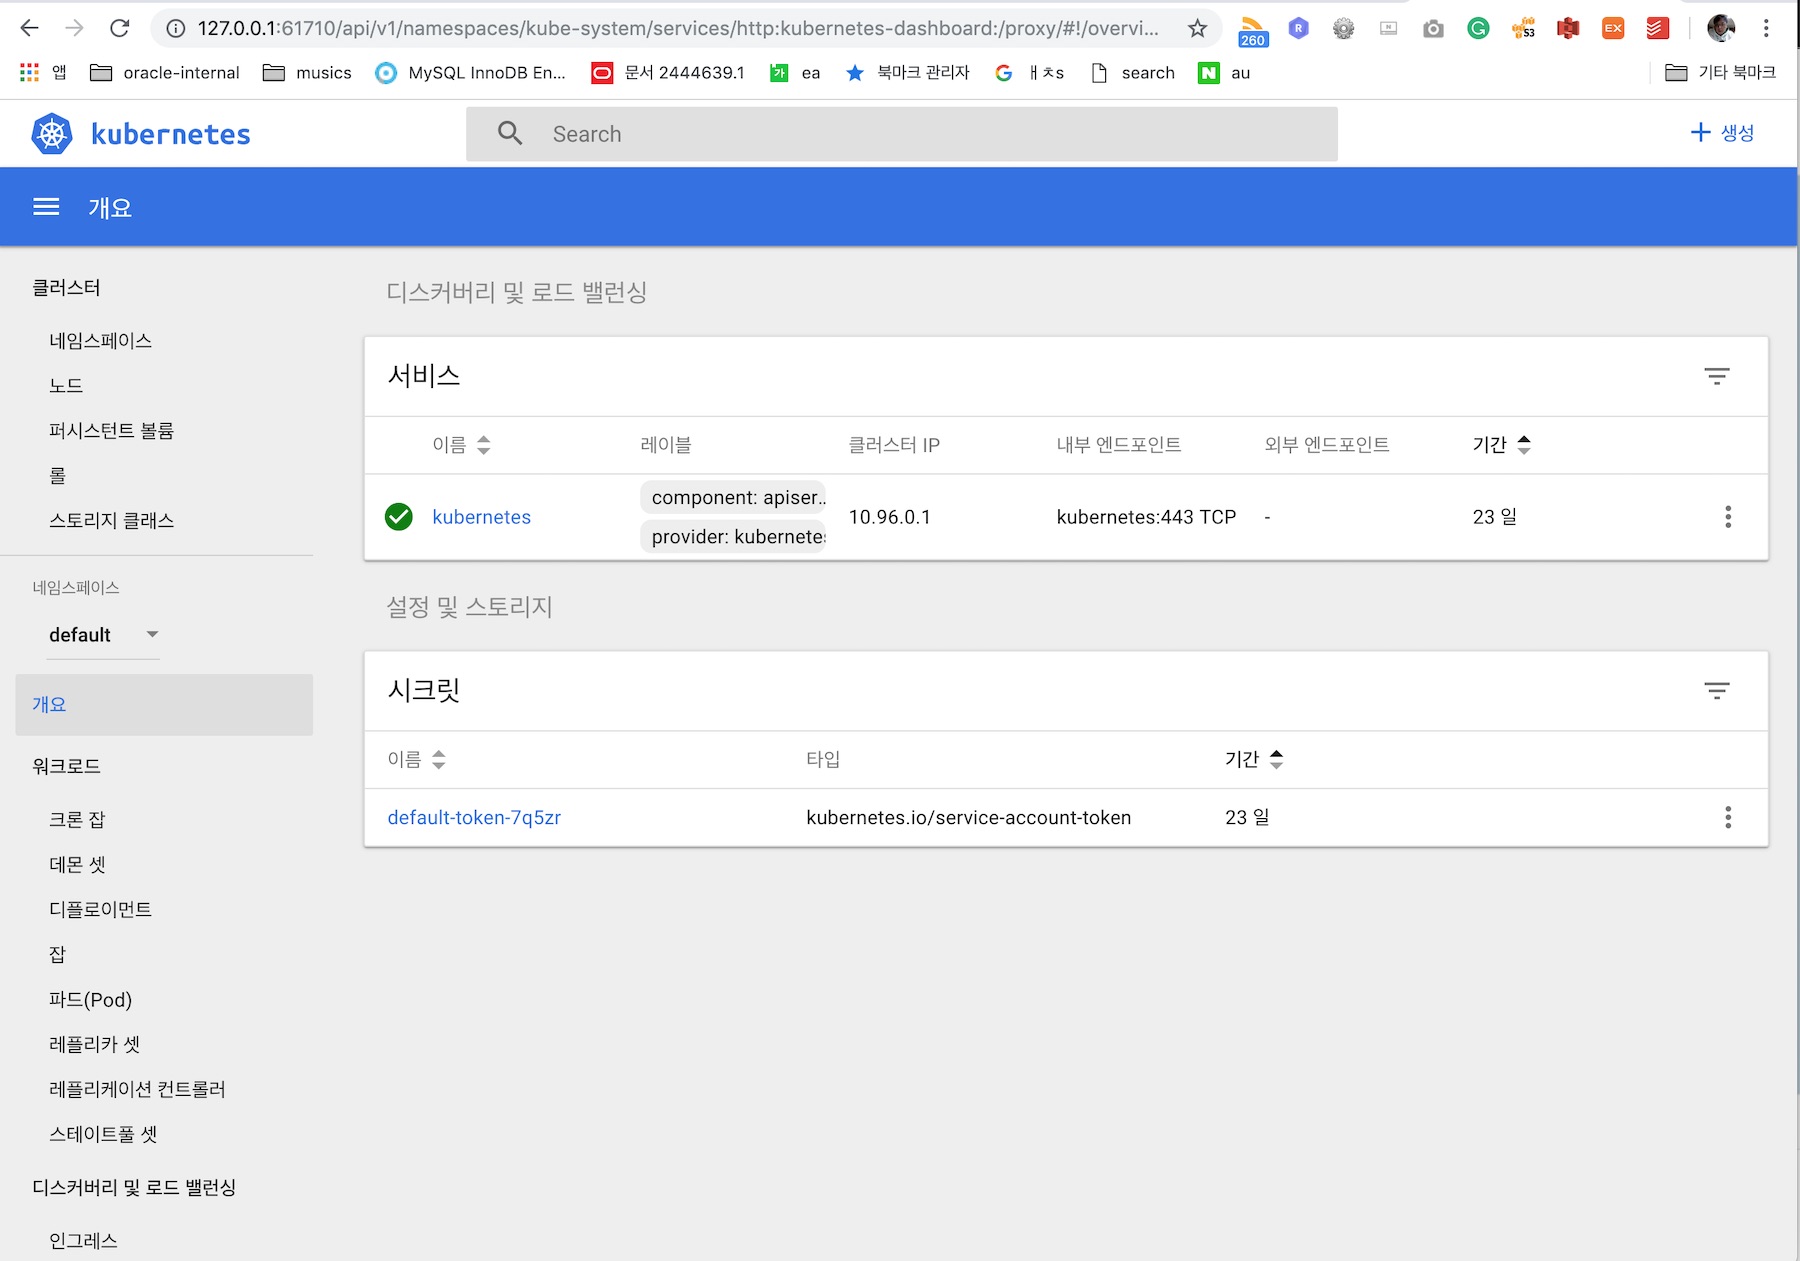 127.0.0.1:61710/api/v1/namespaces/kube-system/services/http:kubernetes-dashboard:/proxy/#!/overvi...
260
R
G
53
EX
앱
oracle-internal
musics
MySQL InnoDB En...
문서 2444639.1
가
ea
북마크 관리자
ㅐㅊs
search
N
au
기타 북마크
kubernetes
Search
생성
개요
클러스터
네임스페이스
노드
퍼시스턴트 볼륨
롤
스토리지 클래스
네임스페이스
default
개요
워크로드
크론 잡
데몬 셋
디플로이먼트
잡
파드(Pod)
레플리카 셋
레플리케이션 컨트롤러
스테이트풀 셋
디스커버리 및 로드 밸런싱
인그레스
디스커버리 및 로드 밸런싱
서비스
이름 레이블 클러스터 IP 내부 엔드포인트 외부 엔드포인트 기간
kubernetes component: apiser.. 10.96.0.1 kubernetes:443 TCP - 23 일
provider: kubernetes
설정 및 스토리지
시크릿
이름 타입 기간
default-token-7q5zr kubernetes.io/service-account-token 23 일